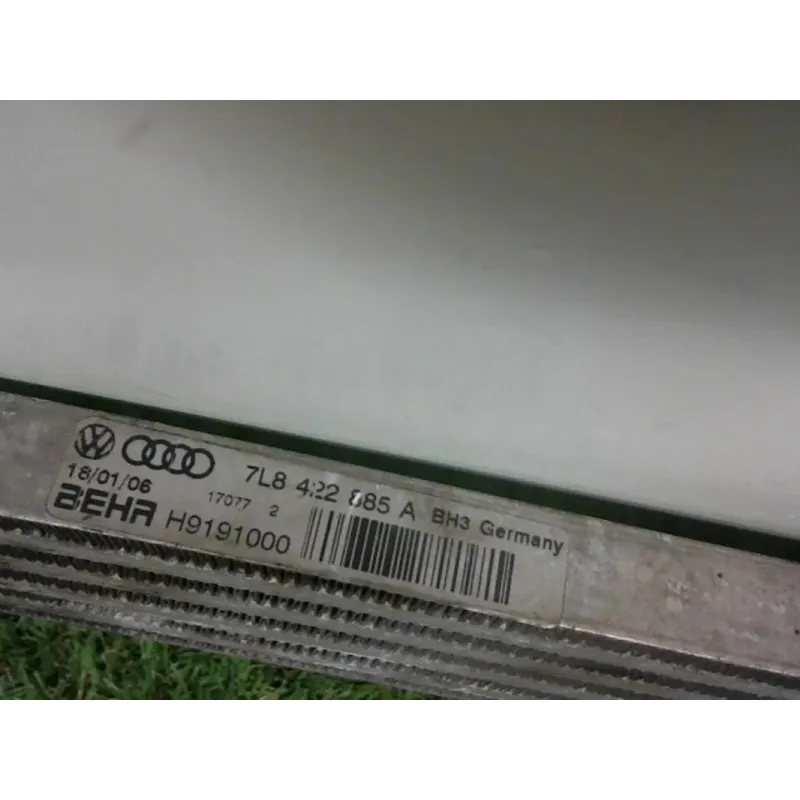 7L8 422 885 A BH3 Germany
18/01/06 17077 2
BEHR H9191000